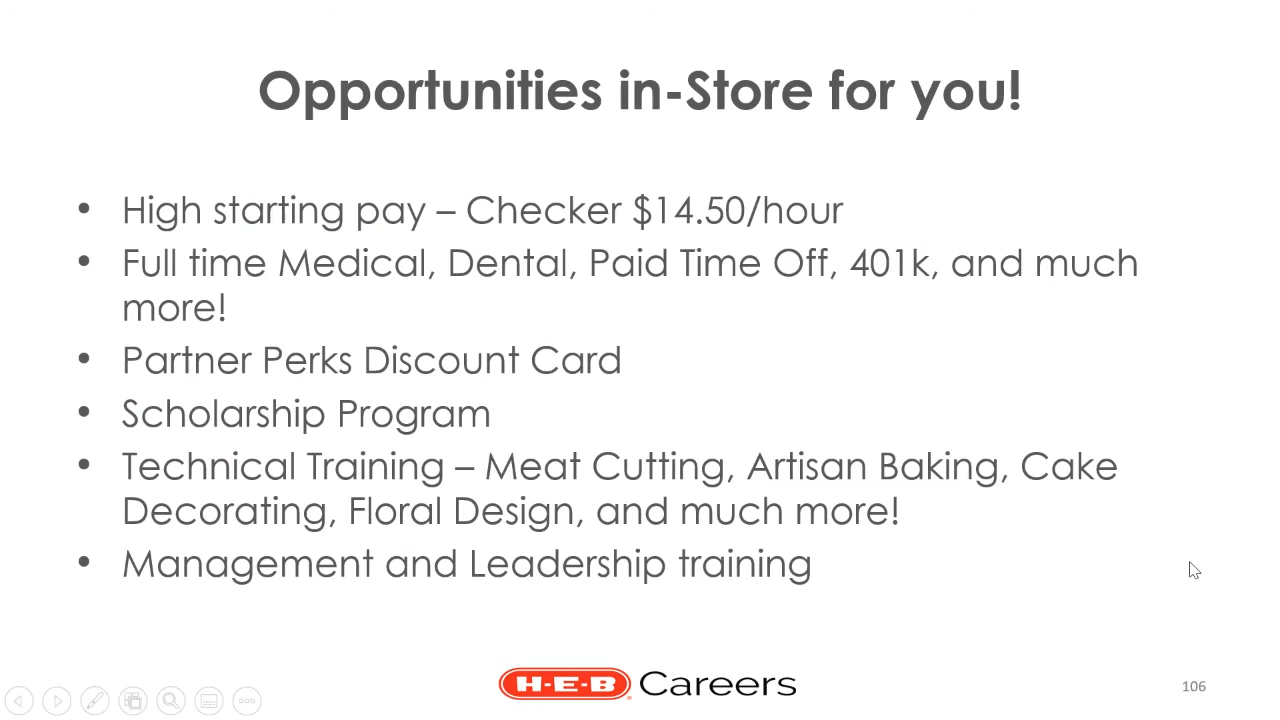 Opportunities in-Store for you!
• High starting pay – Checker $14.50/hour
• Full time Medical, Dental, Paid Time Off, 401k, and much
more!
• Partner Perks Discount Card
• Scholarship Program
• Technical Training – Meat Cutting, Artisan Baking, Cake
Decorating, Floral Design, and much more!
• Management and Leadership training
H-E-B Careers
106